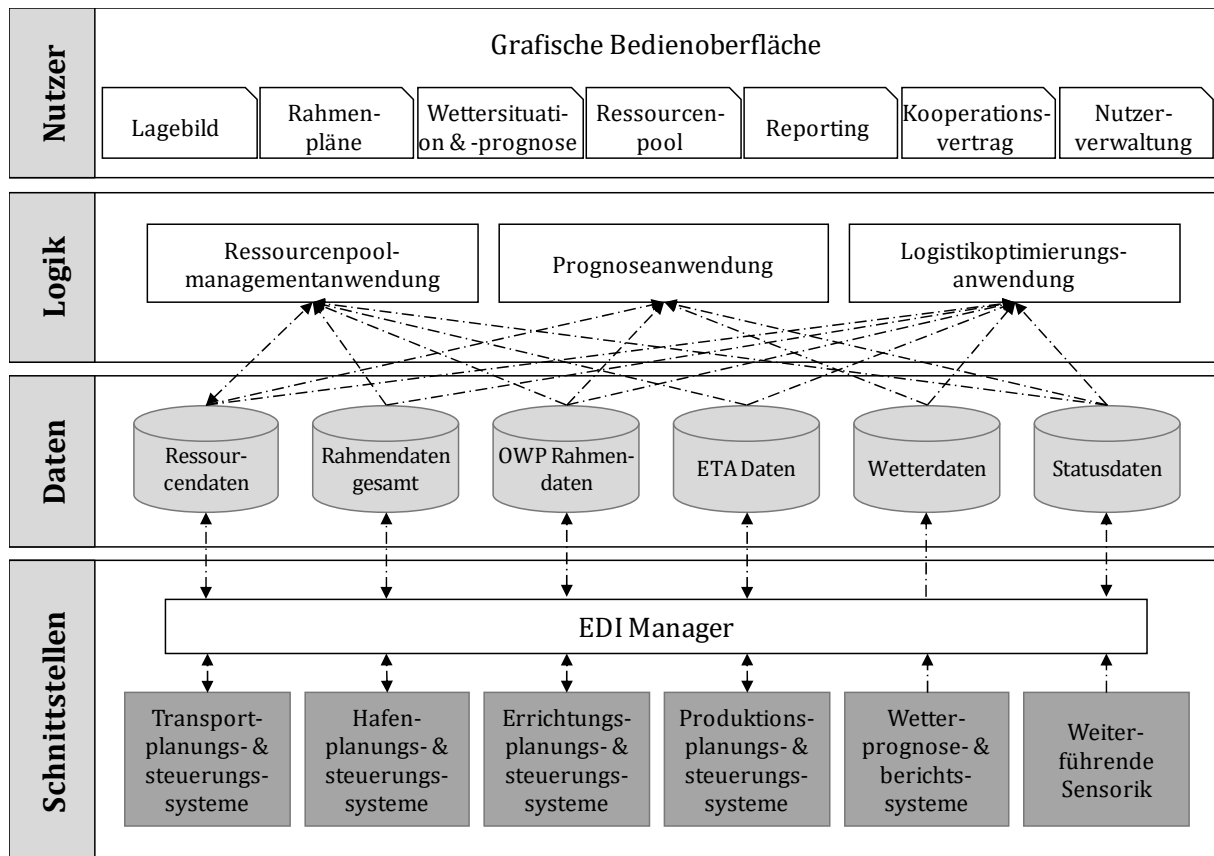 Nutzer
Grafische Bedienoberfläche
Lagebild
Rahmen-
pläne
Wettersituati-
on & -prognose
Ressourcen-
pool
Reporting
Kooperations-
vertrag
Nutzer-
verwaltung
Logik
Ressourcenpool-
managementanwendung
Prognoseanwendung
Logistikoptimierungs-
anwendung
Daten
Ressour-
cendaten
Rahmendaten
gesamt
OWP Rahmen-
daten
ETA Daten
Wetterdaten
Statusdaten
Schnittstellen
EDI Manager
Transport-
planungs- &
steuerungs-
systeme
Hafen-
planungs- &
steuerungs-
systeme
Errichtungs-
planungs- &
steuerungs-
systeme
Produktions-
planungs- &
steuerungs-
systeme
Wetter-
prognose- &
berichts-
systeme
Weiter-
führende
Sensorik